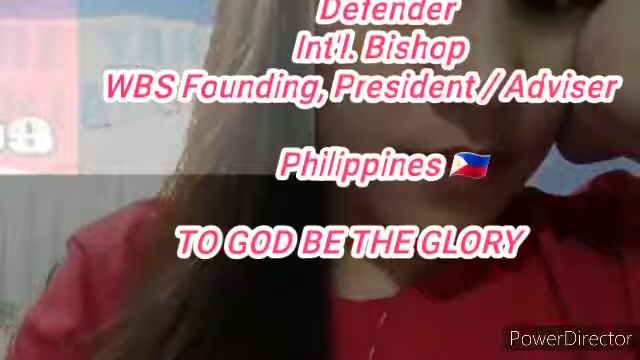 Defender
Int'l. Bishop
WBS Founding, President / Adviser
Philippines 🇵🇭
TO GOD BE THE GLORY
PowerDirector